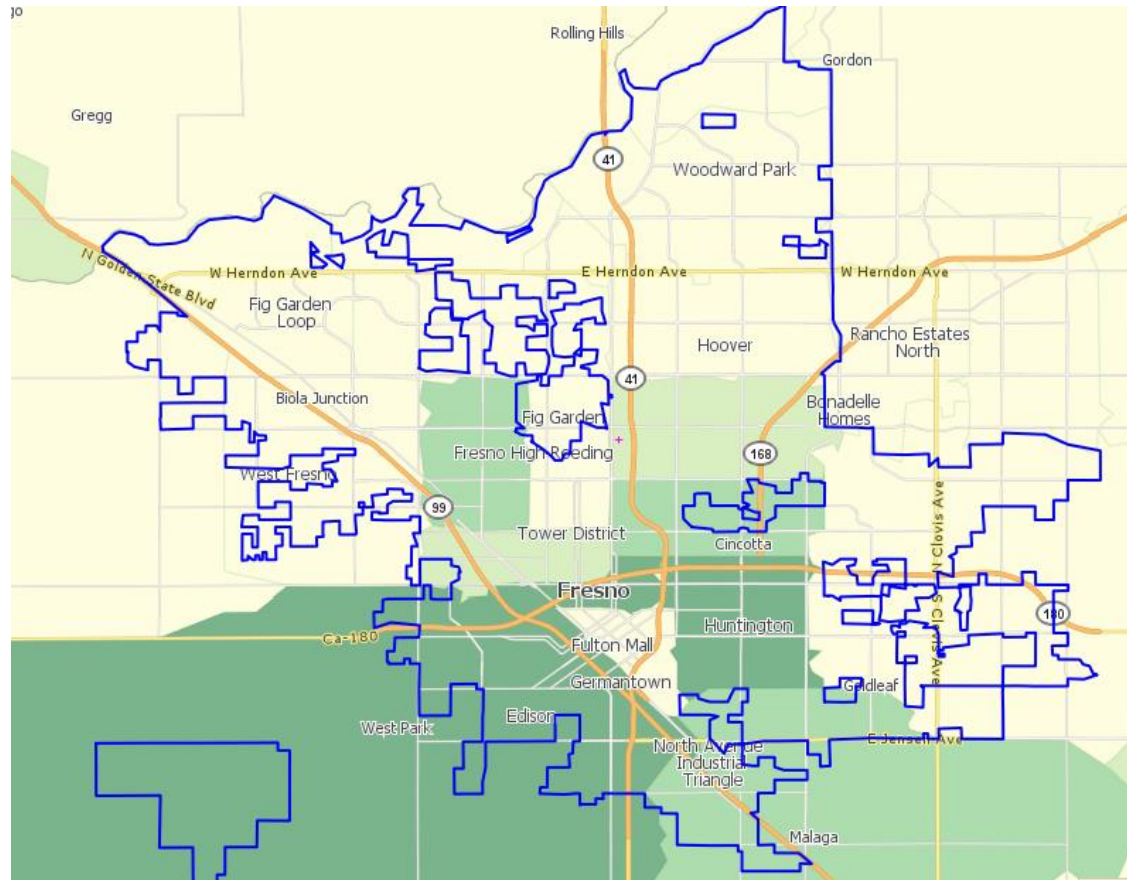 go
Rolling Hills
Gordon
Gregg
41
Woodward Park
N Golden State Blvd
W Herndon Ave
E Herndon Ave
W Herndon Ave
Fig Garden
Loop
Hoover
Rancho Estates
North
41
Biola Junction
Bonadelle
Homes
Fig Garden
Fresno High Roeding
168
West Fresno
99
N Clovis Ave
Tower District
Cincotta
Fresno
180
Ca-180
Fulton Mall
Huntington
S Clovis Ave
Germantown
Goldleaf
West Park
Edison
North Avenue
Industrial
Triangle
E Jensen Ave
Malaga